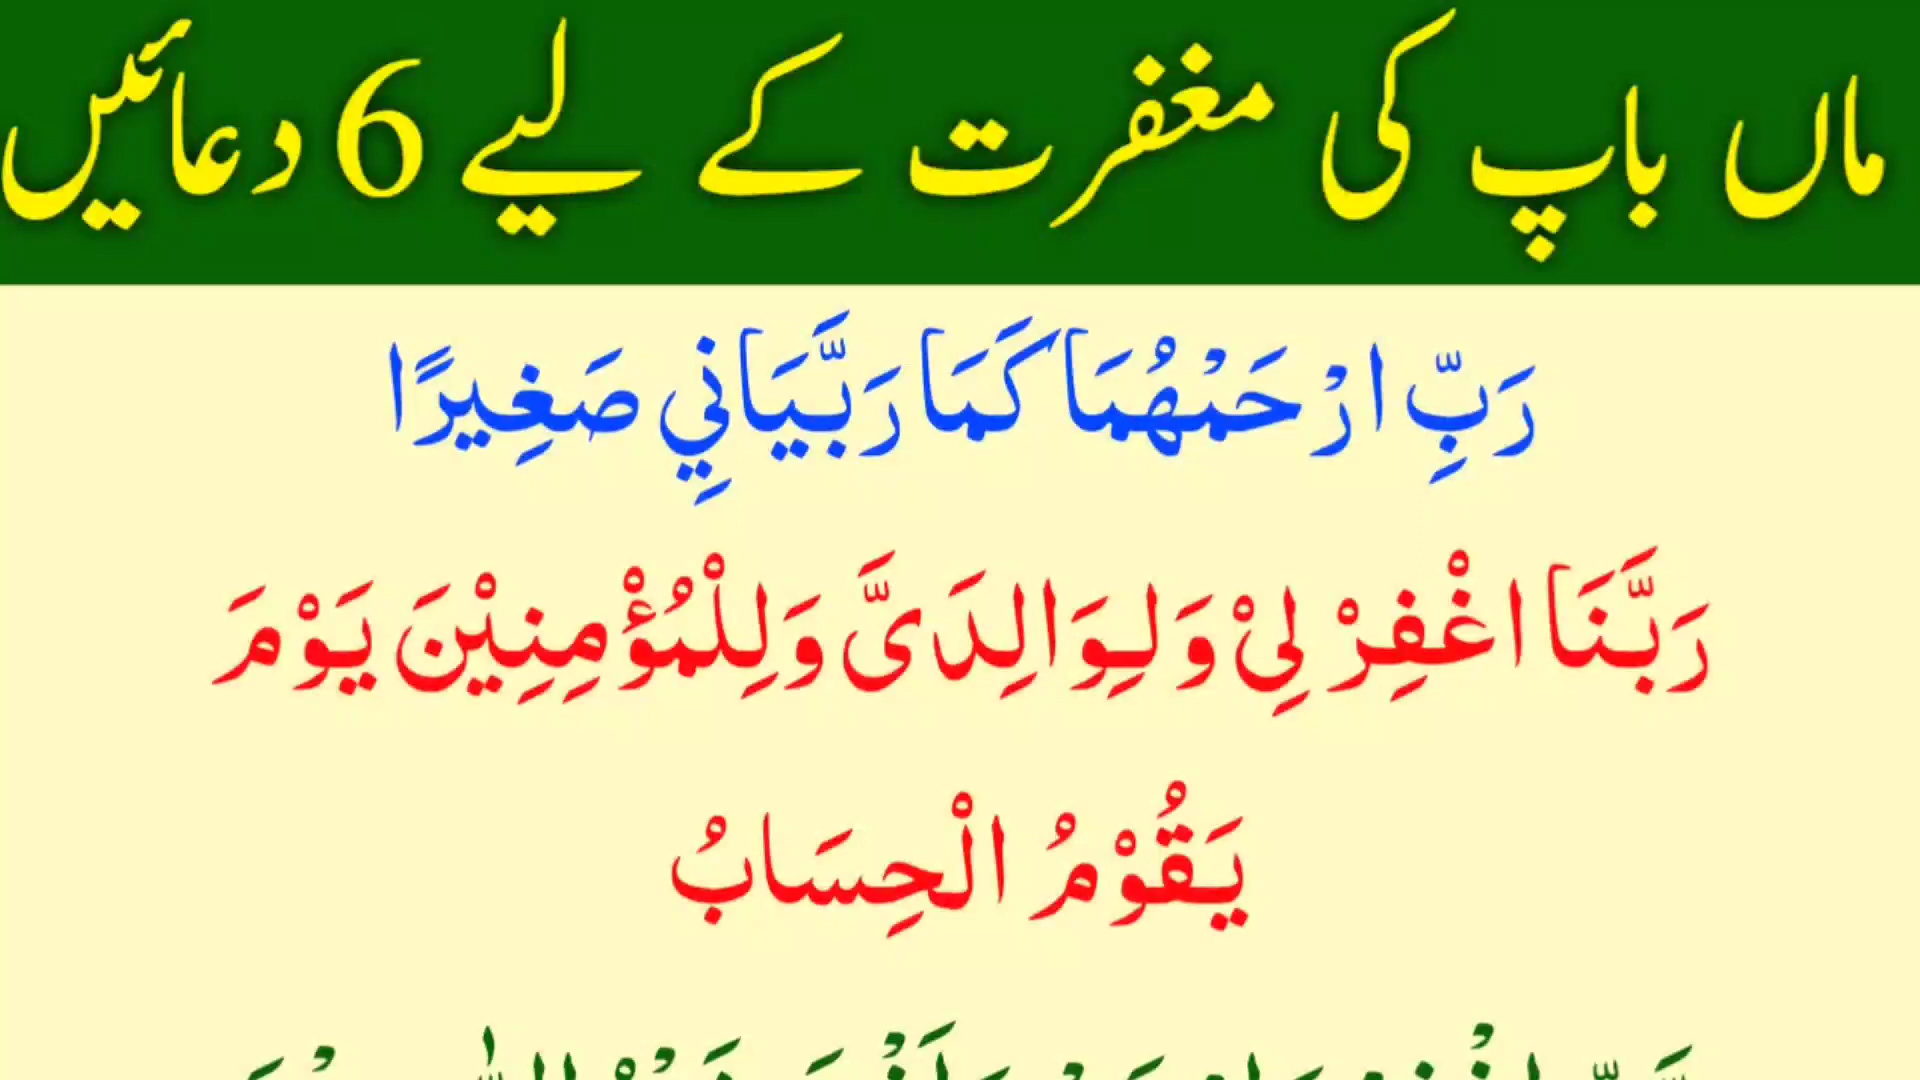 ماں باپ کی مغفرت کے لیے 6 دعائیں
رَبِّ ارْحَمْهُمَا كَمَا رَبَّيَانِي صَغِيرًا
رَبَّنَا اغْفِرْ لِیْ وَلِوَالِدَیَّ وَلِلْمُؤْمِنِیْنَ یَوْمَ
یَقُوْمُ الْحِسَابُ